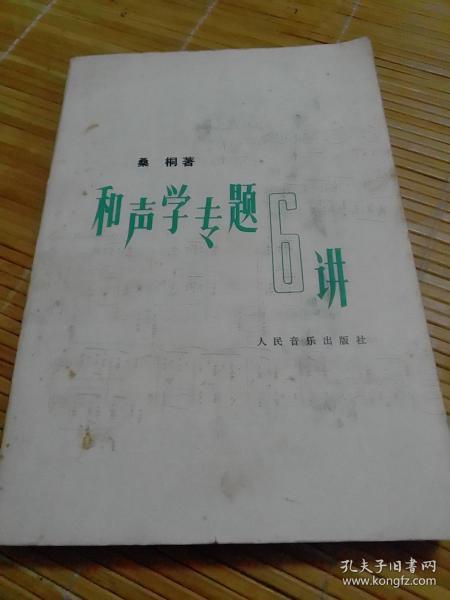 桑 桐著
和声学专题6讲
人民音乐出版社
孔夫子旧书网
www.kongfz.com